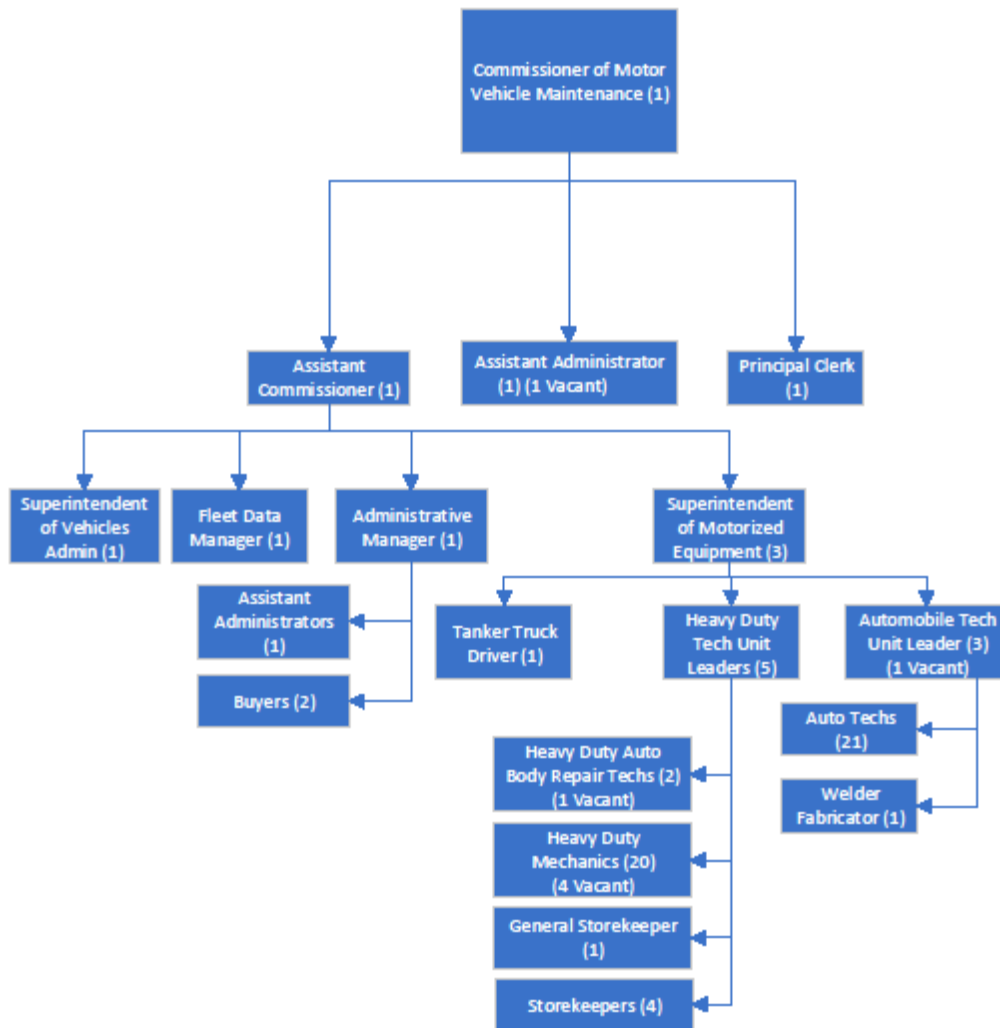 Commissioner of Motor
Vehicle Maintenance (1)
Assistant
Commissioner (1)
Assistant Administrator
(1) (1 Vacant)
Principal Clerk
(1)
Superintendent
of Vehicles
Admin (1)
Fleet Data
Manager (1)
Administrative
Manager (1)
Superintendent
of Motorized
Equipment (3)
Assistant
Administrators
(1)
Buyers (2)
Tanker Truck
Driver (1)
Heavy Duty
Tech Unit
Leaders (5)
Automobile Tech
Unit Leader (3)
(1 Vacant)
Heavy Duty Auto
Body Repair Techs (2)
(1 Vacant)
Heavy Duty
Mechanics (20)
(4 Vacant)
General Storekeeper
(1)
Storekeepers (4)
Auto Techs
(21)
Welder
Fabricator (1)